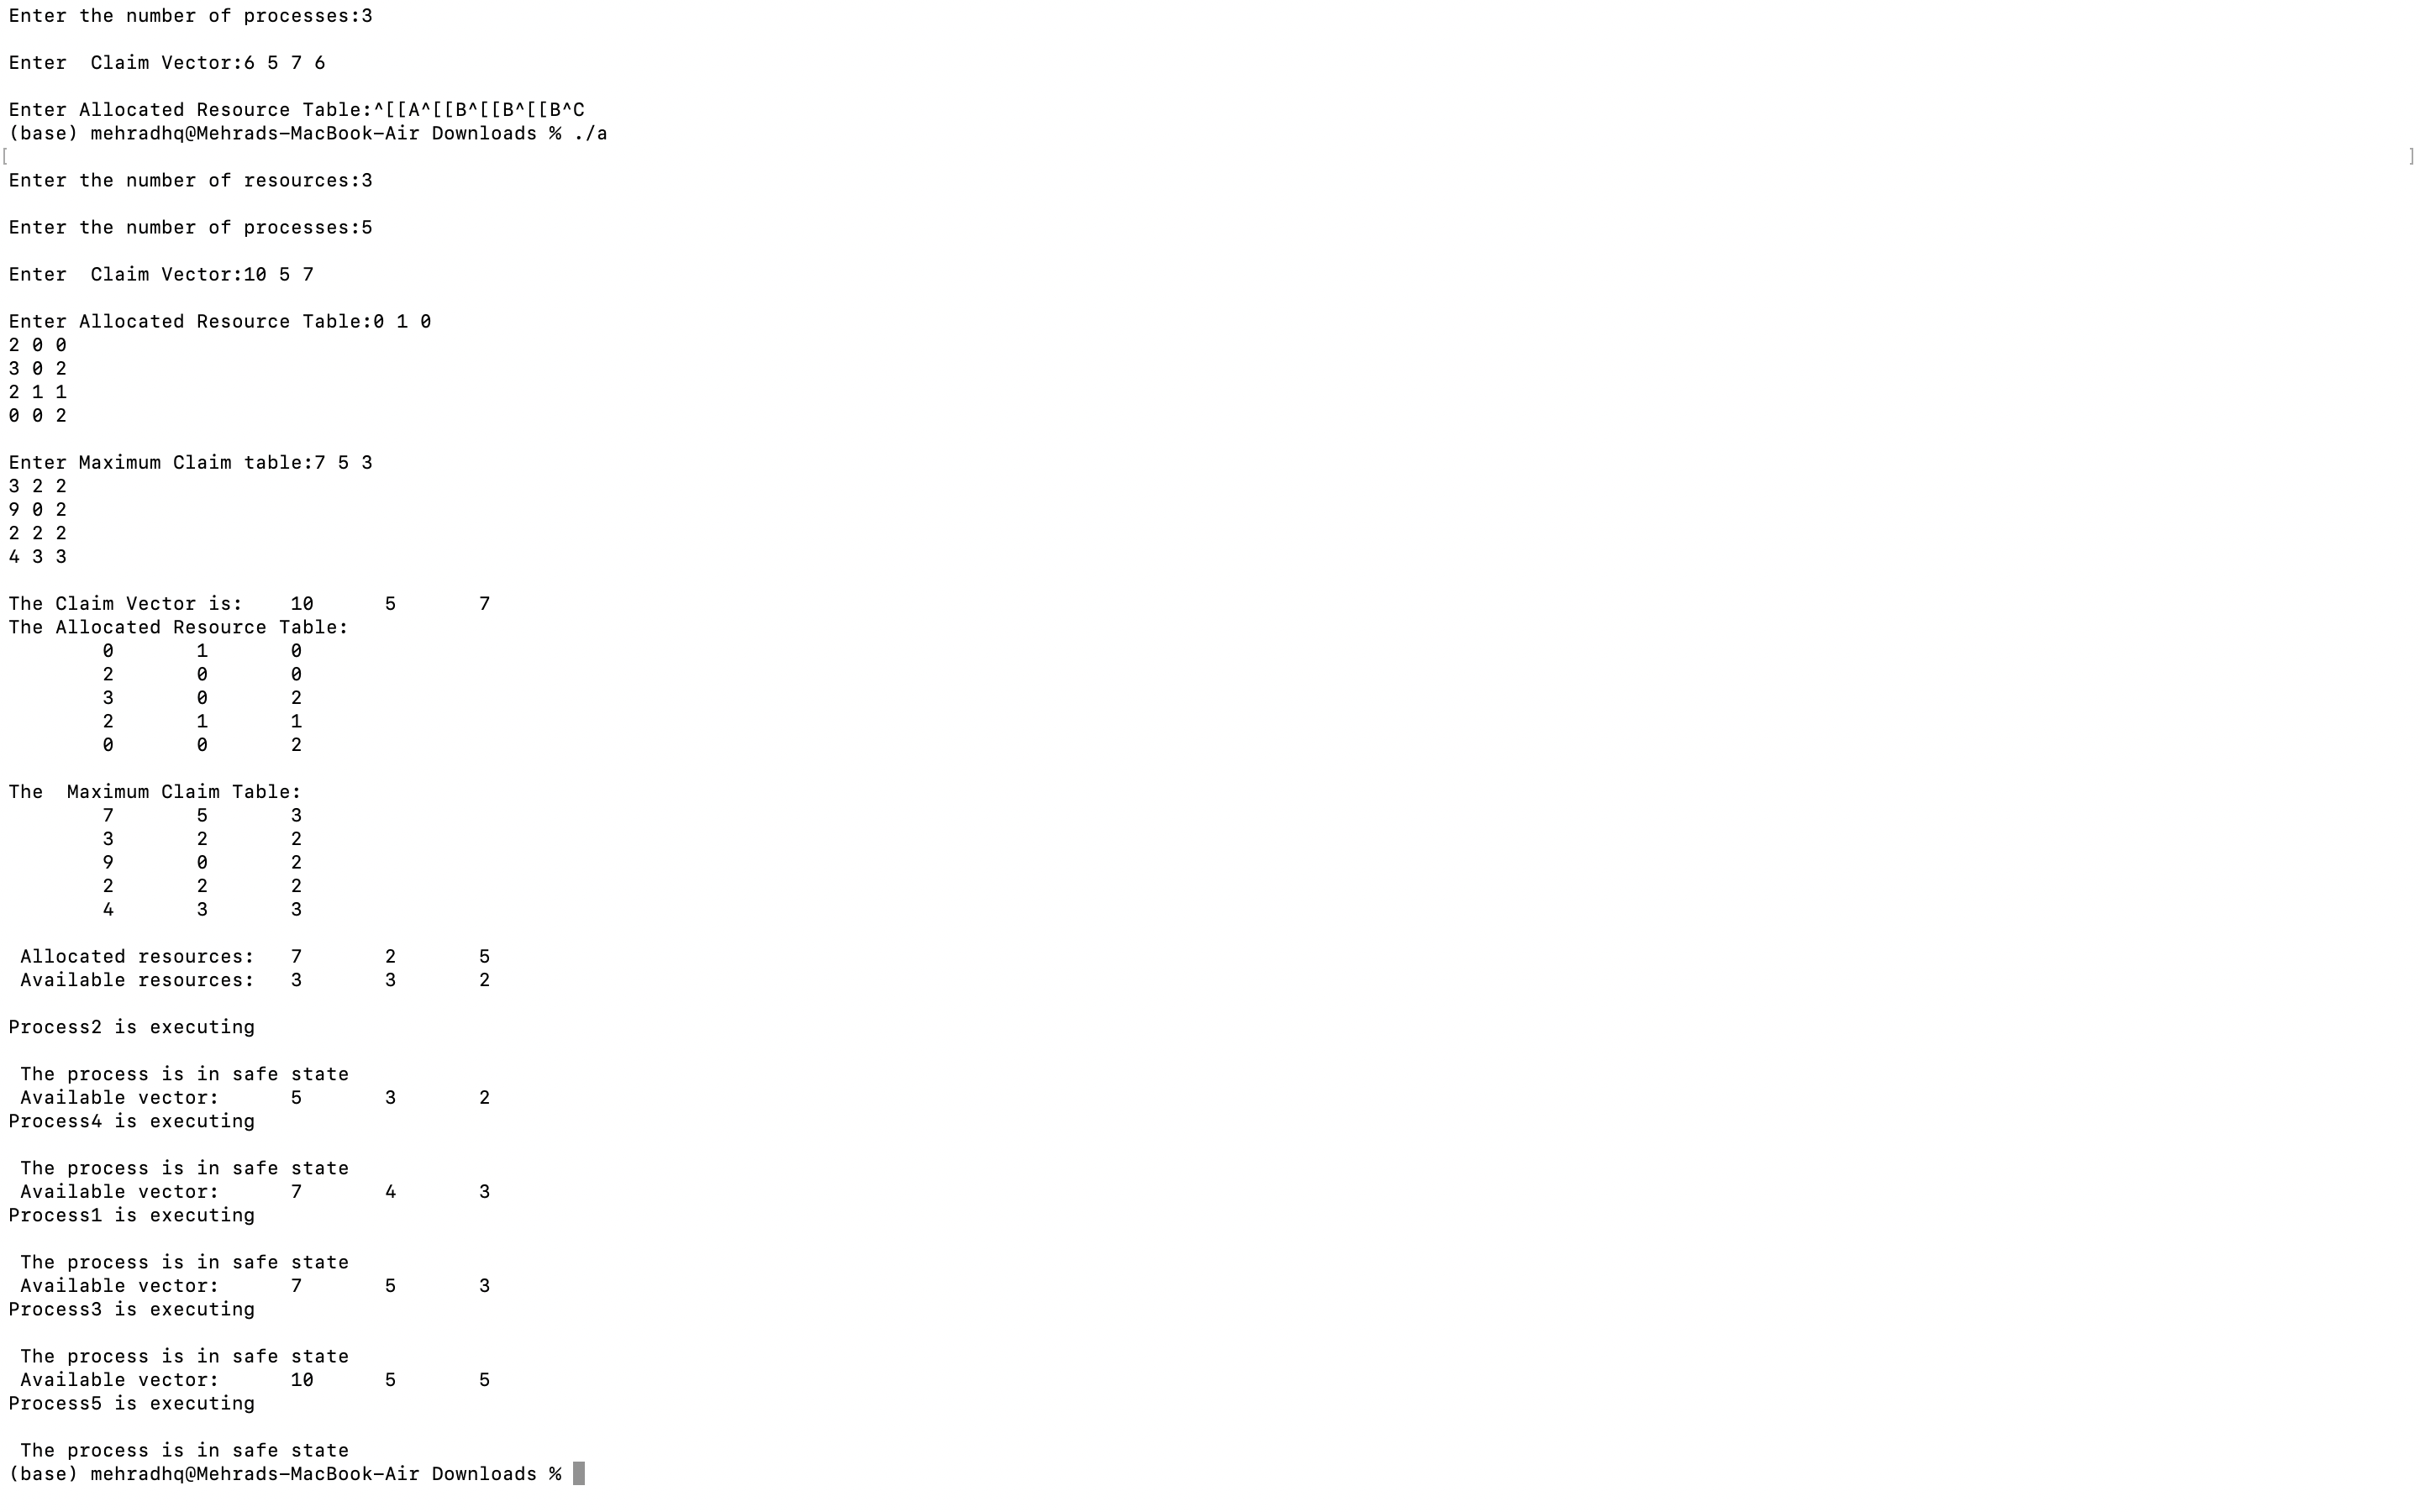 Enter the number of processes:3
Enter  Claim Vector:6 5 7 6
Enter Allocated Resource Table:^[[A^[[B^[[B^[[B^C
(base) mehradhq@Mehrads-MacBook-Air Downloads % ./a
[ ]
Enter the number of resources:3
Enter the number of processes:5
Enter  Claim Vector:10 5 7
Enter Allocated Resource Table:0 1 0
2 0 0
3 0 2
2 1 1
0 0 2
Enter Maximum Claim table:7 5 3
3 2 2
9 0 2
2 2 2
4 3 3
The Claim Vector is:    10      5       7
The Allocated Resource Table:
        0       1       0
        2       0       0
        3       0       2
        2       1       1
        0       0       2
The  Maximum Claim Table:
        7       5       3
        3       2       2
        9       0       2
        2       2       2
        4       3       3
 Allocated resources:   7       2       5
 Available resources:   3       3       2
Process2 is executing
 The process is in safe state
 Available vector:      5       3       2
Process4 is executing
 The process is in safe state
 Available vector:      7       4       3
Process1 is executing
 The process is in safe state
 Available vector:      7       5       3
Process3 is executing
 The process is in safe state
 Available vector:      10      5       5
Process5 is executing
 The process is in safe state
(base) mehradhq@Mehrads-MacBook-Air Downloads %